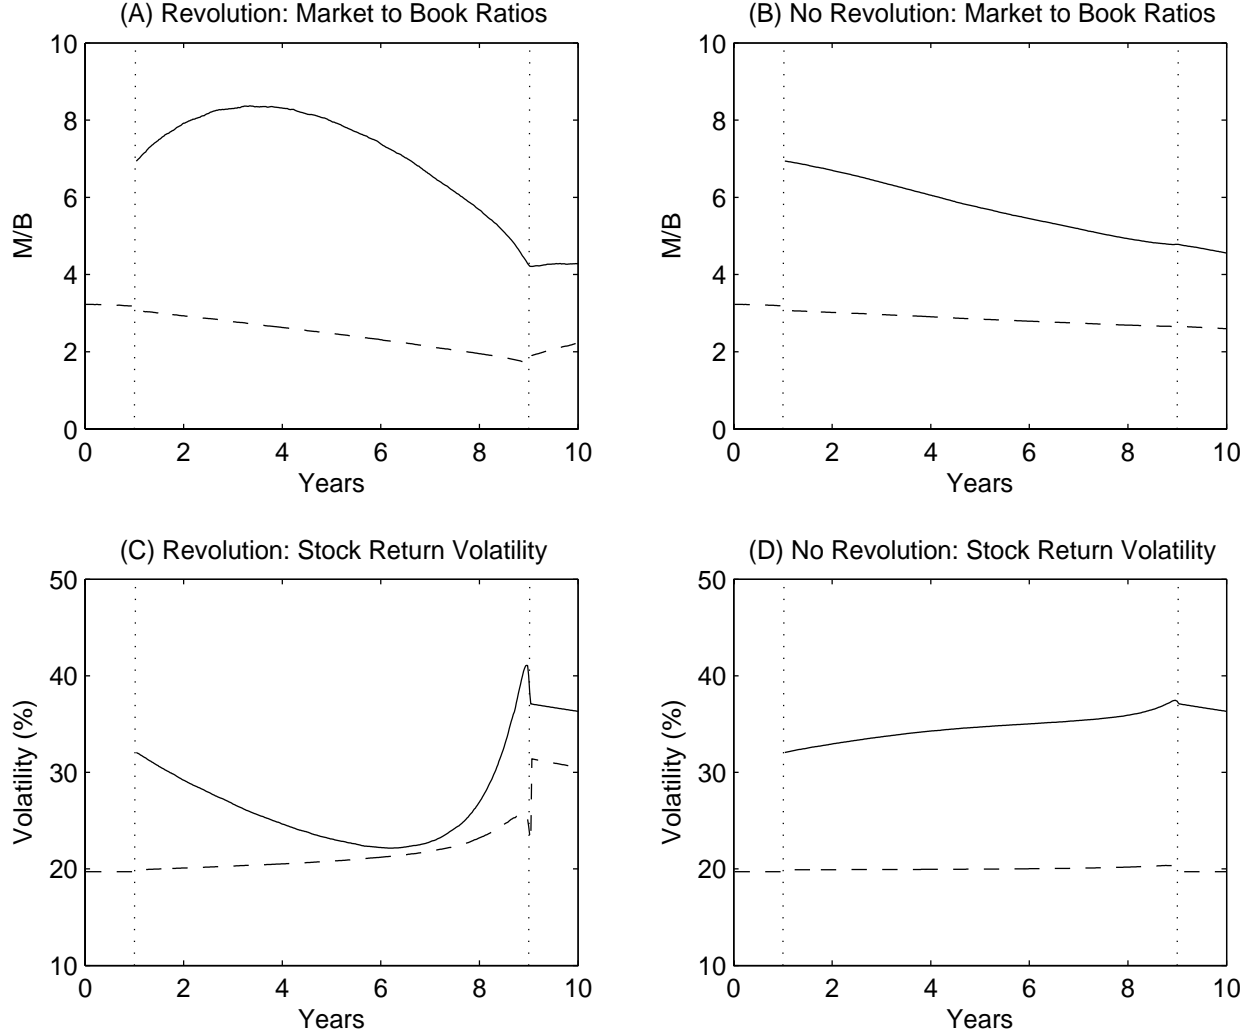 (A) Revolution: Market to Book Ratios
10
8
6
4
2
0
M/B
0 2 4 6 8 10
Years
(B) No Revolution: Market to Book Ratios
10
8
6
4
2
0
M/B
0 2 4 6 8 10
Years
(C) Revolution: Stock Return Volatility
50
40
30
20
10
Volatility (%)
0 2 4 6 8 10
Years
(D) No Revolution: Stock Return Volatility
50
40
30
20
10
Volatility (%)
0 2 4 6 8 10
Years